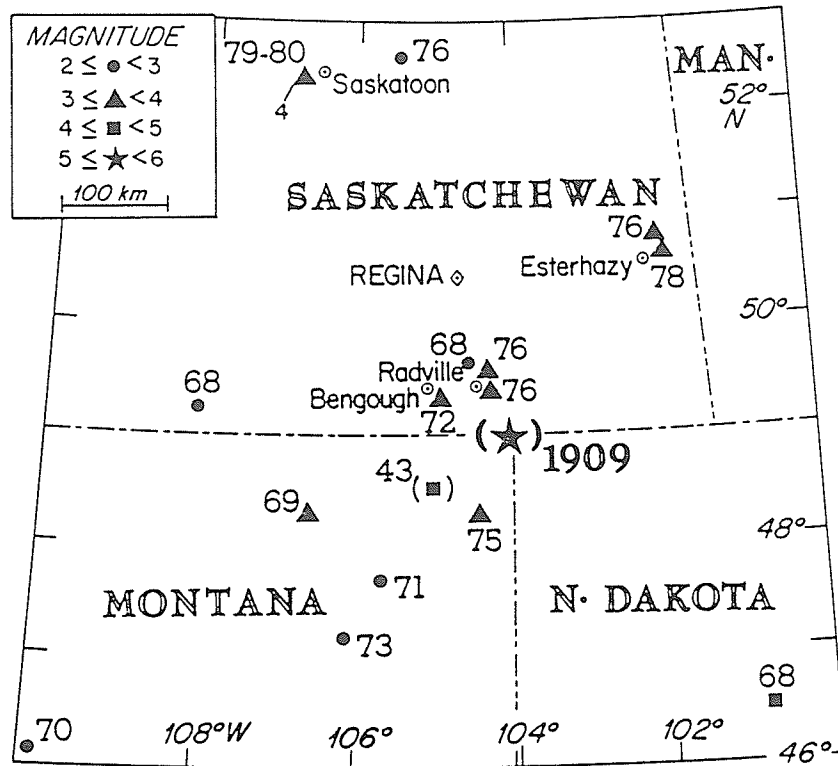 MAGNITUDE
2 ≤ ● < 3
3 ≤ ▲ < 4
4 ≤ ■ < 5
5 ≤ ★ < 6
100 km
79-80
76
4
Saskatoon
MAN.
52°
N
SASKATCHEWAN
76
Esterhazy
78
REGINA
50°
68
68
76
Radville
Bengough
76
72
( ★ )
1909
43
(■)
69
75
48°
71
MONTANA
N. DAKOTA
73
68
70
108°W
106°
104°
102°
46°